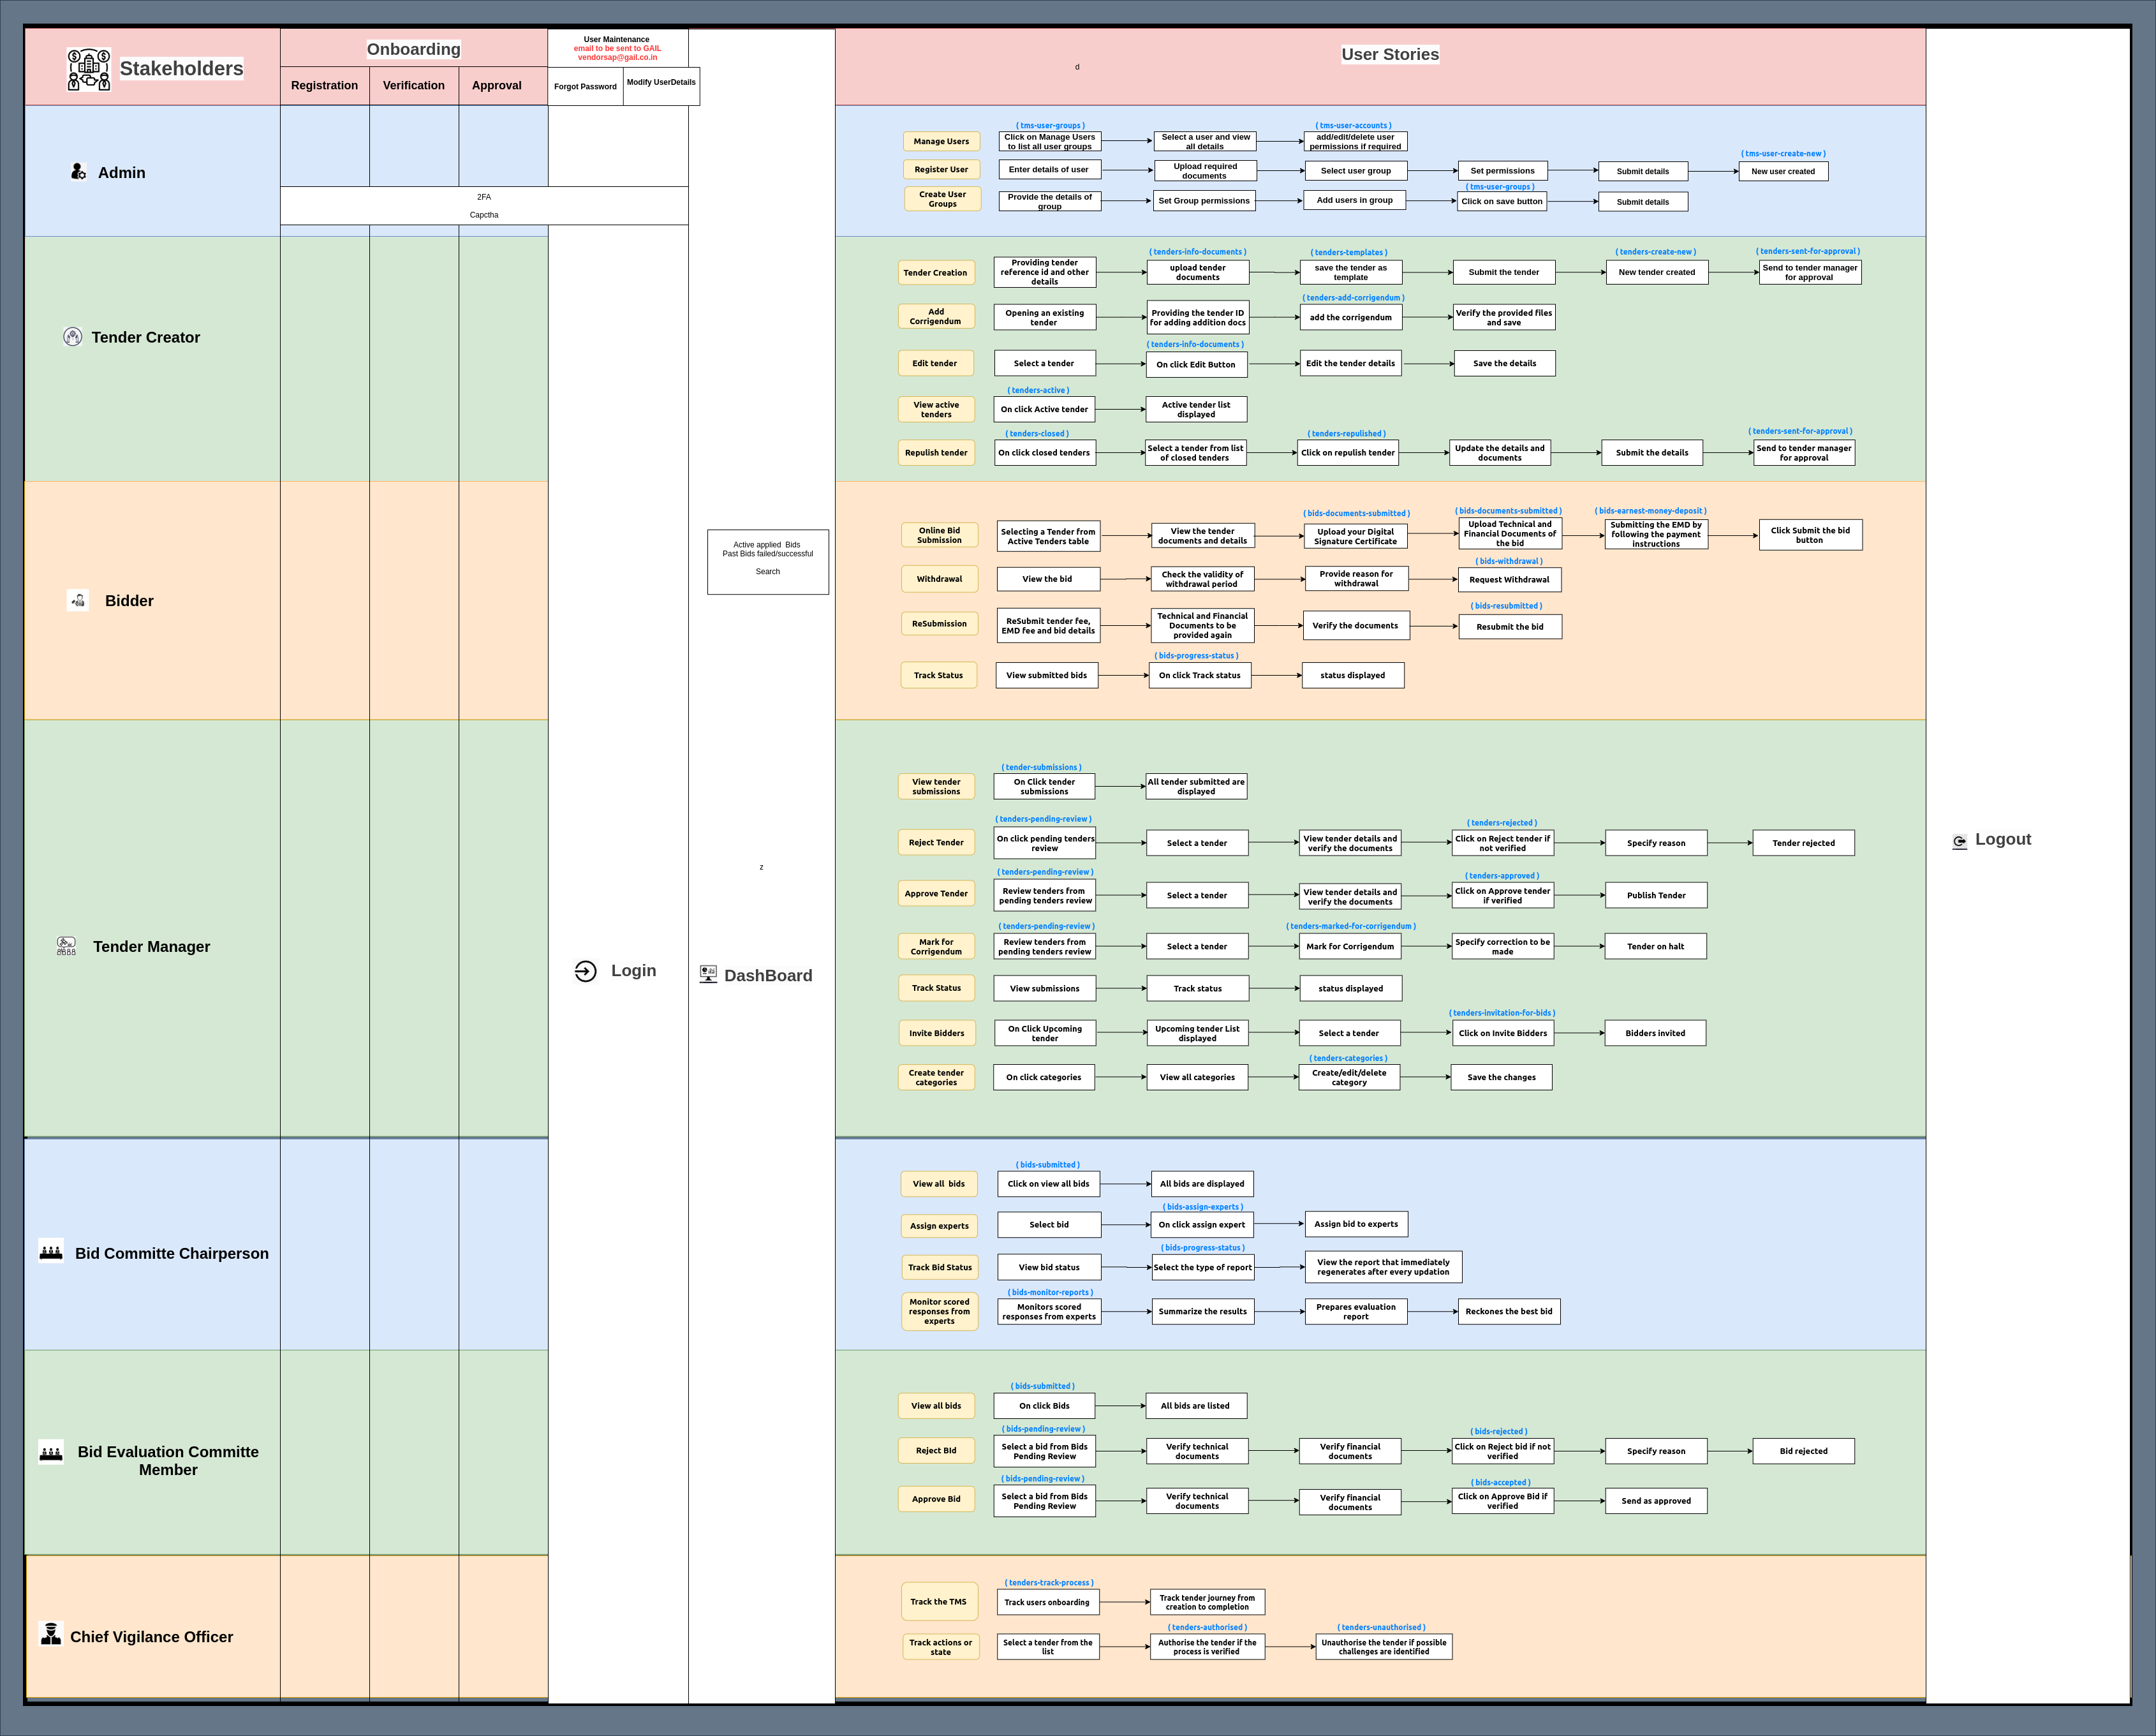 Stakeholders
Onboarding
Registration
Verification
Approval
User Maintenance
email to be sent to GAIL
vendorsap@gail.co.in
Forgot Password
Modify UserDetails
d
User Stories
Admin
2FA
Capctha
Manage Users
( tms-user-groups )
Click on Manage Users
to list all user groups
Select a user and view
all details
( tms-user-accounts )
add/edit/delete user
permissions if required
Register User
Enter details of user
Upload required
documents
Select user group
Set permissions
Submit details
( tms-user-create-new )
New user created
Create User
Groups
Provide the details of
group
Set Group permissions
Add users in group
( tms-user-groups )
Click on save button
Submit details
Tender Creator
Tender Creation
Providing tender
reference id and other
details
( tenders-info-documents )
upload tender
documents
( tenders-templates )
save the tender as
template
Submit the tender
( tenders-create-new )
New tender created
( tenders-sent-for-approval )
Send to tender manager
for approval
Add
Corrigendum
Opening an existing
tender
Providing the tender ID
for adding addition docs
( tenders-add-corrigendum )
add the corrigendum
Verify the provided files
and save
Edit tender
Select a tender
( tenders-info-documents )
On click Edit Button
Edit the tender details
Save the details
View active
tenders
( tenders-active )
On click Active tender
Active tender list
displayed
Repulish tender
( tenders-closed )
On click closed tenders
Select a tender from list
of closed tenders
( tenders-repulished )
Click on repulish tender
Update the details and
documents
Submit the details
( tenders-sent-for-approval )
Send to tender manager
for approval
Bidder
Active applied  Bids
Past Bids failed/successful
Search
Online Bid
Submission
Selecting a Tender from
Active Tenders table
View the tender
documents and details
( bids-documents-submitted )
Upload your Digital
Signature Certificate
( bids-documents-submitted )
Upload Technical and
Financial Documents of
the bid
( bids-earnest-money-deposit )
Submitting the EMD by
following the payment
instructions
Click Submit the bid
button
Withdrawal
View the bid
Check the validity of
withdrawal period
Provide reason for
withdrawal
( bids-withdrawal )
Request Withdrawal
ReSubmission
ReSubmit tender fee,
EMD fee and bid details
Technical and Financial
Documents to be
provided again
Verify the documents
( bids-resubmitted )
Resubmit the bid
Track Status
View submitted bids
( bids-progress-status )
On click Track status
status displayed
Tender Manager
Login
z
DashBoard
Logout
View tender
submissions
( tender-submissions )
On Click tender
submissions
All tender submitted are
displayed
Reject Tender
( tenders-pending-review )
On click pending tenders
review
Select a tender
View tender details and
verify the documents
( tenders-rejected )
Click on Reject tender if
not verified
Specify reason
Tender rejected
Approve Tender
( tenders-pending-review )
Review tenders from
pending tenders review
Select a tender
View tender details and
verify the documents
( tenders-approved )
Click on Approve tender
if verified
Publish Tender
Mark for
Corrigendum
( tenders-pending-review )
Review tenders from
pending tenders review
Select a tender
( tenders-marked-for-corrigendum )
Mark for Corrigendum
Specify correction to be
made
Tender on halt
Track Status
View submissions
Track status
status displayed
Invite Bidders
On Click Upcoming
tender
Upcoming tender List
displayed
Select a tender
( tenders-invitation-for-bids )
Click on Invite Bidders
Bidders invited
Create tender
categories
On click categories
View all categories
( tenders-categories )
Create/edit/delete
category
Save the changes
Bid Committe Chairperson
View all  bids
( bids-submitted )
Click on view all bids
All bids are displayed
Assign experts
Select bid
( bids-assign-experts )
On click assign expert
Assign bid to experts
Track Bid Status
View bid status
( bids-progress-status )
Select the type of report
View the report that immediately
regenerates after every updation
Monitor scored
responses from
experts
( bids-monitor-reports )
Monitors scored
responses from experts
Summarize the results
Prepares evaluation
report
Reckones the best bid
Bid Evaluation Committe
Member
View all bids
( bids-submitted )
On click Bids
All bids are listed
Reject BId
( bids-pending-review )
Select a bid from Bids
Pending Review
Verify technical
documents
Verify financial
documents
( bids-rejected )
Click on Reject bid if not
verified
Specify reason
Bid rejected
Approve Bid
( bids-pending-review )
Select a bid from Bids
Pending Review
Verify technical
documents
Verify financial
documents
( bids-accepted )
Click on Approve Bid if
verified
Send as approved
Chief Vigilance Officer
Track the TMS
( tenders-track-process )
Track users onboarding
Track tender journey from
creation to completion
Track actions or
state
Select a tender from the
list
( tenders-authorised )
Authorise the tender if the
process is verified
( tenders-unauthorised )
Unauthorise the tender if possible
challenges are identified